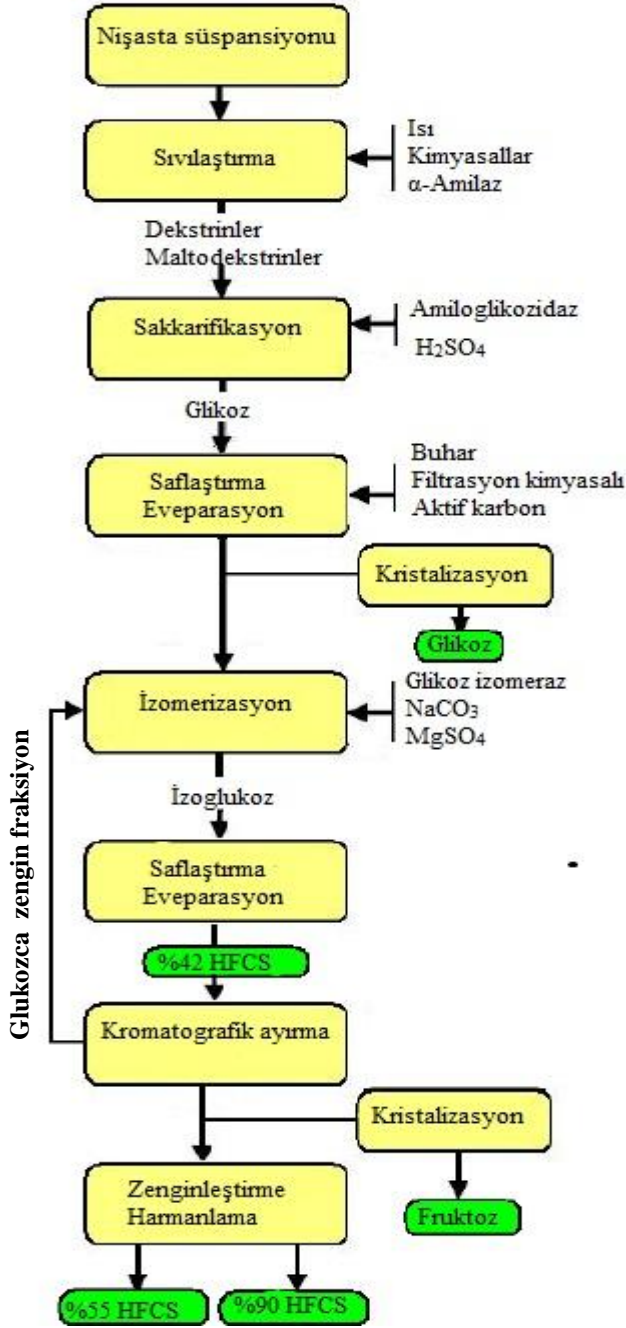 Nişasta süspansiyonu
Sıvılaştırma
Isı
Kimyasallar
α-Amilaz
Dekstrinler
Maltodekstrinler
Sakkarifikasyon
Amiloglikozidaz
H₂SO₄
Glikoz
Saflaştırma
Eveparasyon
Buhar
Filtrasyon kimyasalı
Aktif karbon
Kristalizasyon
Glikoz
İzomerizasyon
Glikoz izomeraz
NaCO₃
MgSO₄
Glukozca zengin fraksiyon
İzoglukoz
Saflaştırma
Eveparasyon
%42 HFCS
Kromatografik ayırma
Kristalizasyon
Fruktoz
Zenginleştirme
Harmanlama
%55 HFCS
%90 HFCS